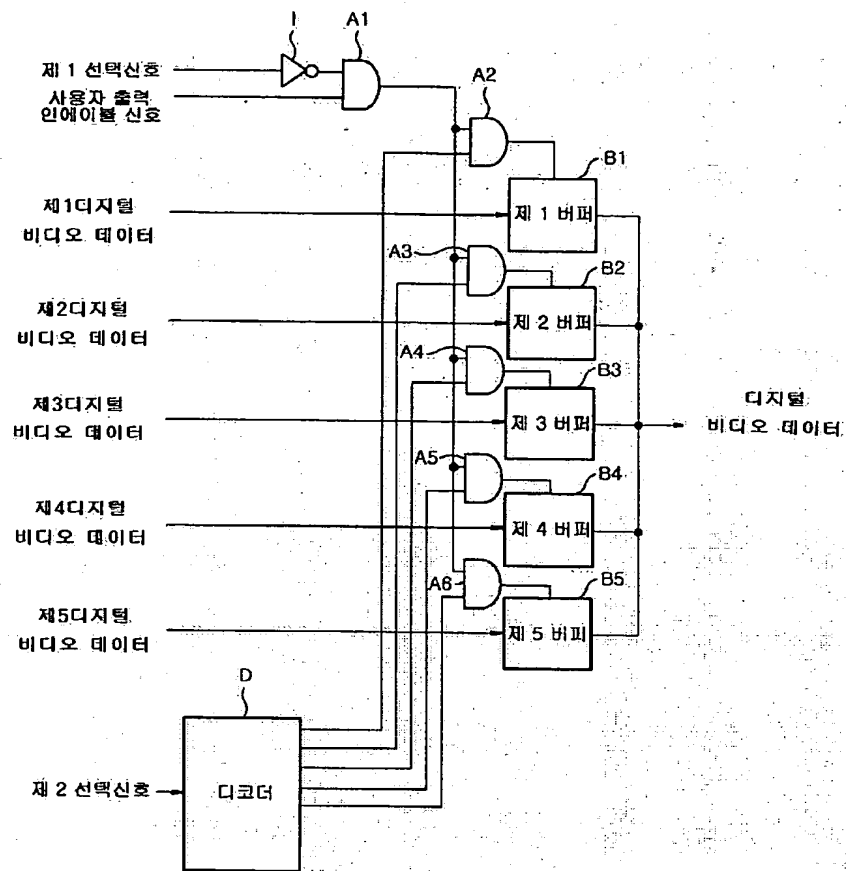 I
A1
제 1 선택신호
사용자 출력
인에이블 신호
A2
B1
제1디지털
비디오 데이터
제 1 버퍼
A3
B2
제2디지털
비디오 데이터
제 2 버퍼
A4
B3
제3디지털
비디오 데이터
제 3 버퍼
디지털
비디오 데이터
A5
B4
제4디지털
비디오 데이터
제 4 버퍼
A6
B5
제5디지털
비디오 데이터
제 5 버피
D
제 2 선택신호
디코더